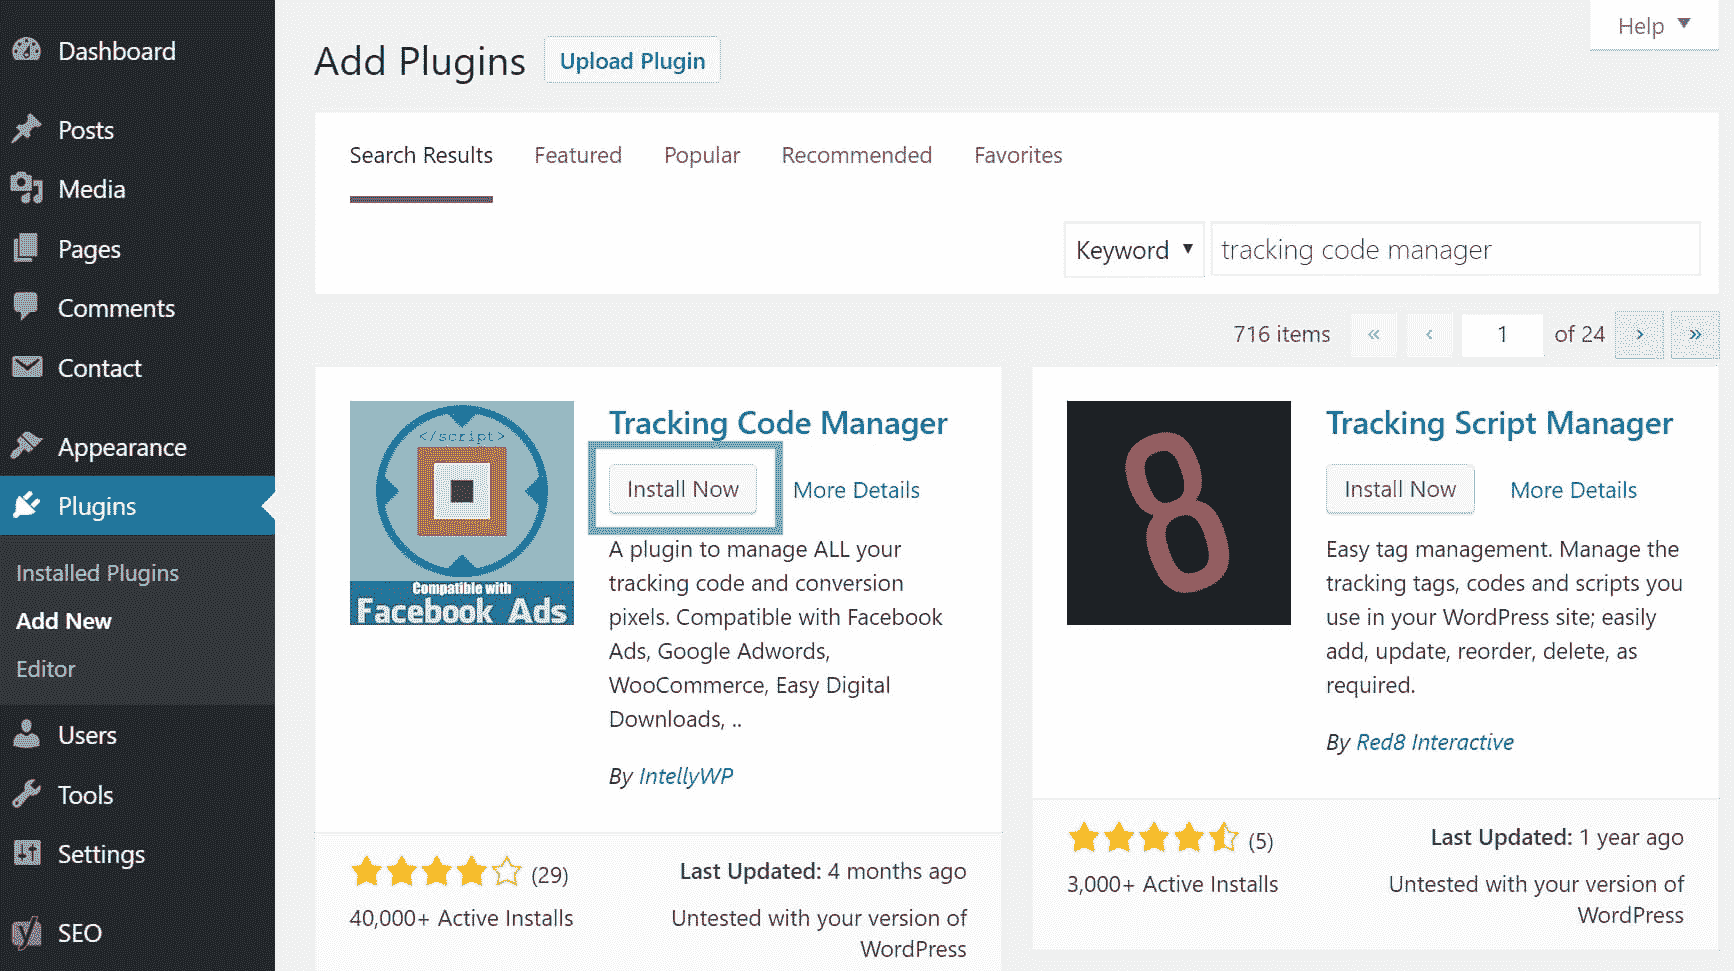 Dashboard
Posts
Media
Pages
Comments
Contact
Appearance
Plugins
Installed Plugins
Add New
Editor
Users
Tools
Settings
SEO
Help
Add Plugins
Upload Plugin
Search Results Featured Popular Recommended Favorites
Keyword tracking code manager
716 items « ‹ 1 of 24 › »
</script>
Compatible with
Facebook Ads
Tracking Code Manager
Install Now More Details
A plugin to manage ALL your
tracking code and conversion
pixels. Compatible with Facebook
Ads, Google Adwords,
WooCommerce, Easy Digital
Downloads, ..
By IntellyWP
(29)
40,000+ Active Installs
Last Updated: 4 months ago
Untested with your version of
WordPress
8
Tracking Script Manager
Install Now More Details
Easy tag management. Manage the
tracking tags, codes and scripts you
use in your WordPress site; easily
add, update, reorder, delete, as
required.
By Red8 Interactive
(5)
3,000+ Active Installs
Last Updated: 1 year ago
Untested with your version of
WordPress